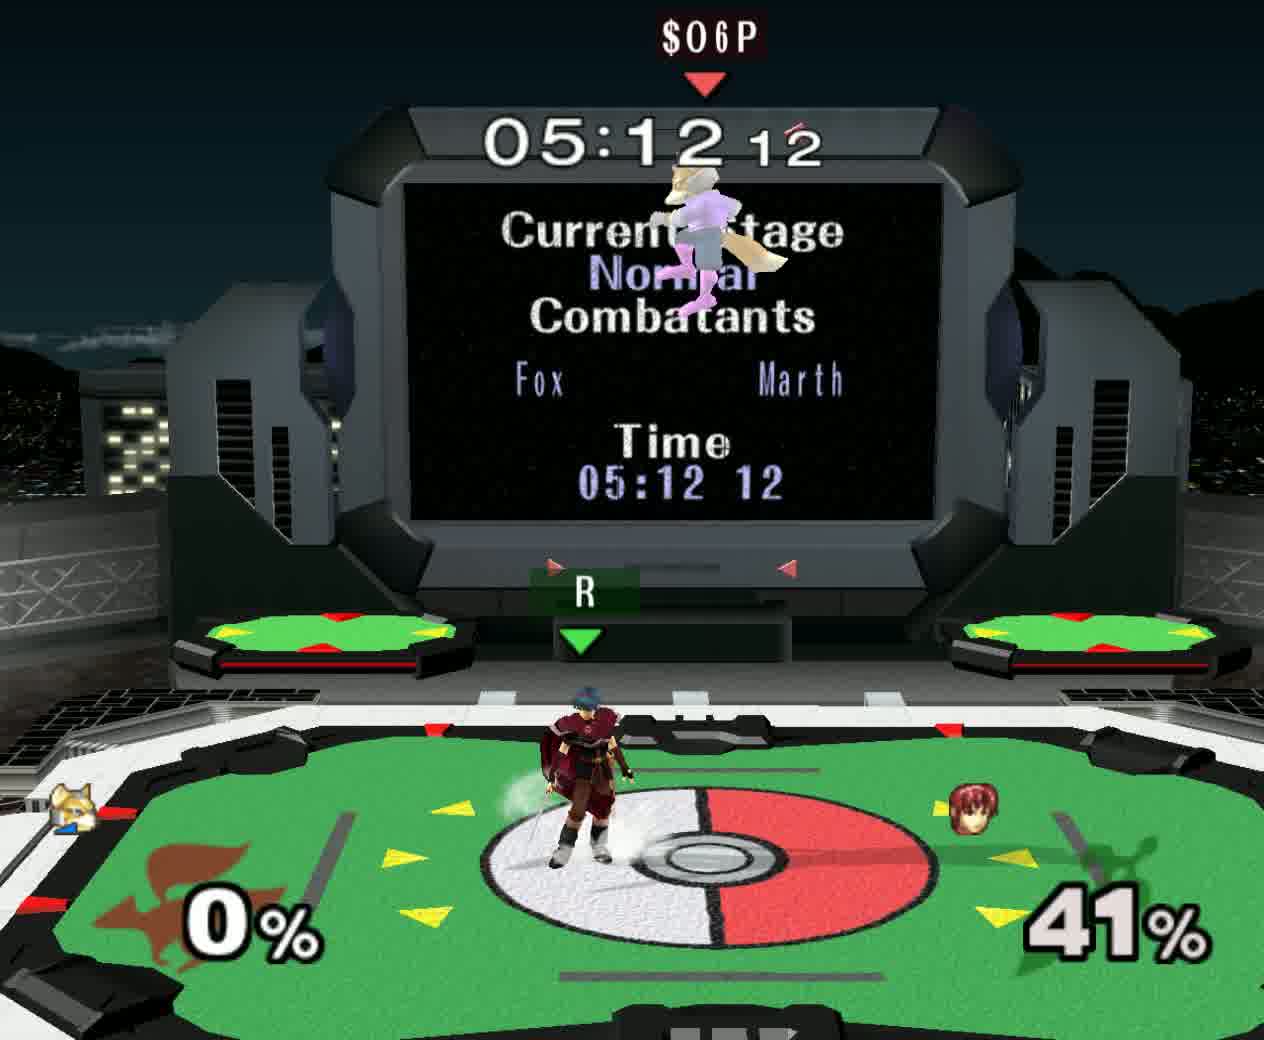 $06P
05:12 12
Current Stage
Normal
Combatants
Fox Marth
Time
05:12 12
R
0% 41%